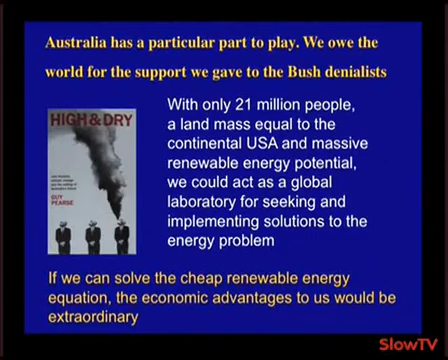 Australia has a particular part to play. We owe the
world for the support we gave to the Bush denialists
With only 21 million people,
a land mass equal to the
continental USA and massive
renewable energy potential,
we could act as a global
laboratory for seeking and
implementing solutions to the
energy problem
HIGH & DRY
GUY
PEARSE
If we can solve the cheap renewable energy
equation, the economic advantages to us would be
extraordinary
SlowTV